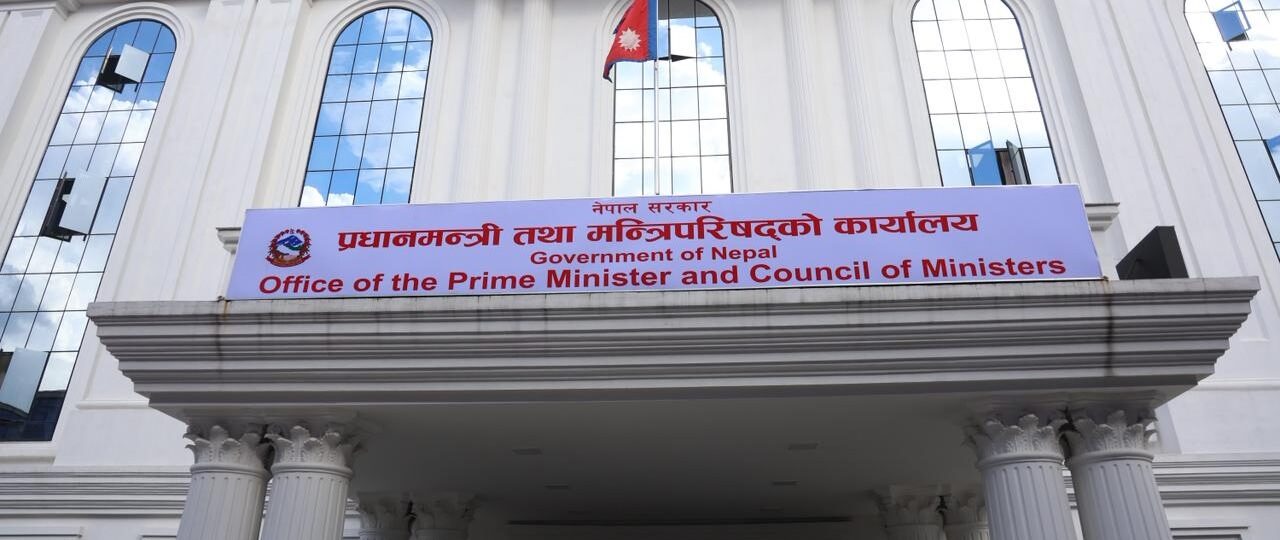 नेपाल सरकार
प्रधानमन्त्री तथा मन्त्रिपरिषद्को कार्यालय
Government of Nepal
Office of the Prime Minister and Council of Ministers